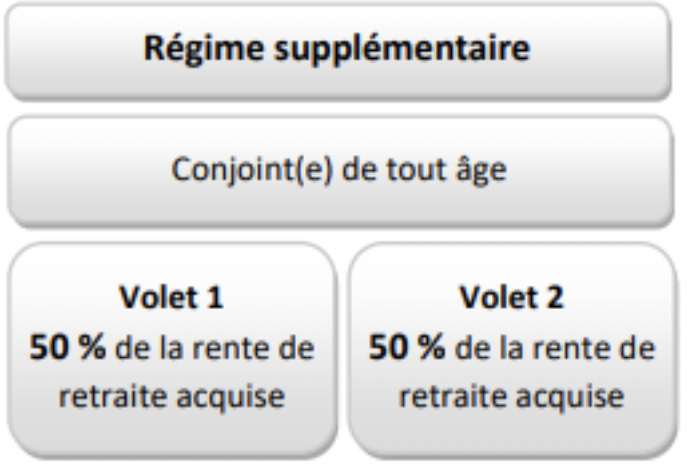 Régime supplémentaire
Conjoint(e) de tout âge
Volet 1
50 % de la rente de
retraite acquise
Volet 2
50 % de la rente de
retraite acquise